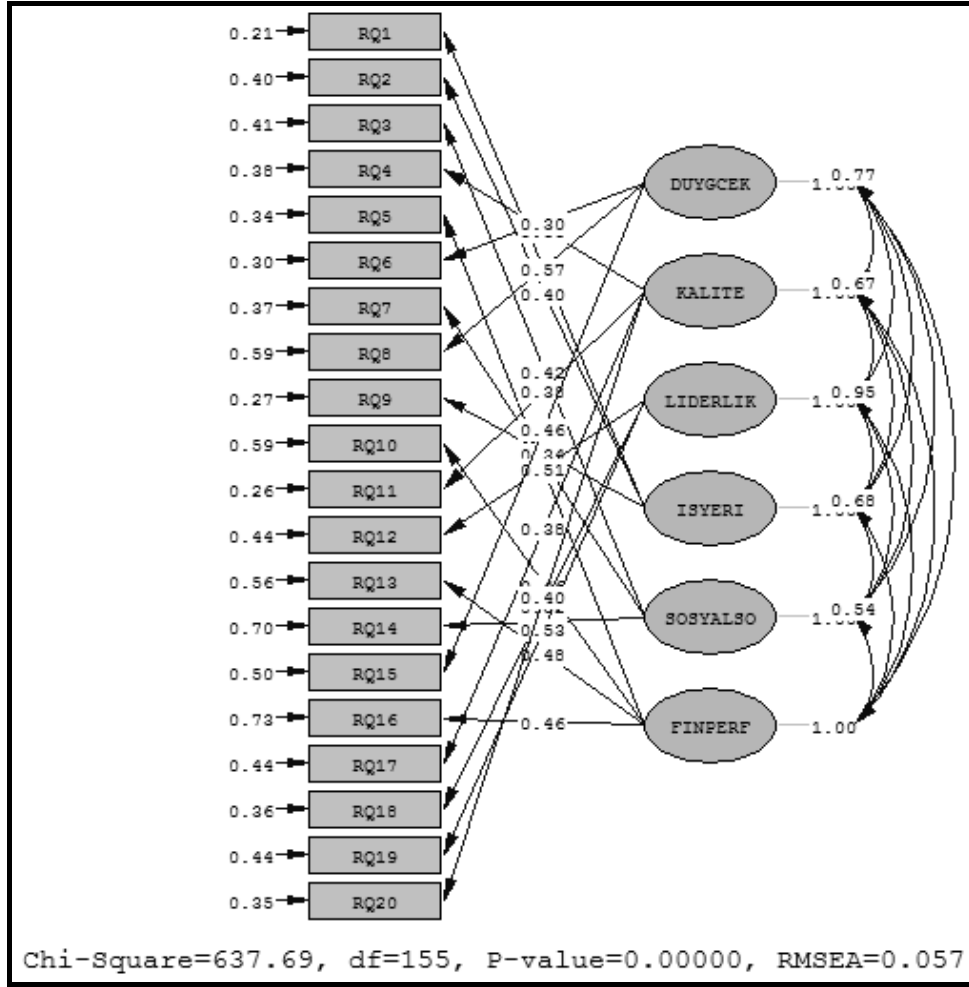 0.21 RQ1
0.40 RQ2
0.41 RQ3
0.38 RQ4
0.34 RQ5
0.30 RQ6
0.37 RQ7
0.59 RQ8
0.27 RQ9
0.59 RQ10
0.26 RQ11
0.44 RQ12
0.56 RQ13
0.70 RQ14
0.50 RQ15
0.73 RQ16
0.44 RQ17
0.36 RQ18
0.44 RQ19
0.35 RQ20
0.30
0.57
0.40
0.42
0.38
0.46
0.51
0.38
0.40
0.53
0.48
0.46
DUYGCEK 0.77
KALITE 0.67
LIDERLIK 0.95
ISYERI 0.68
SOSYALSO 0.54
FINPERF 1.00
Chi-Square=637.69, df=155, P-value=0.00000, RMSEA=0.057